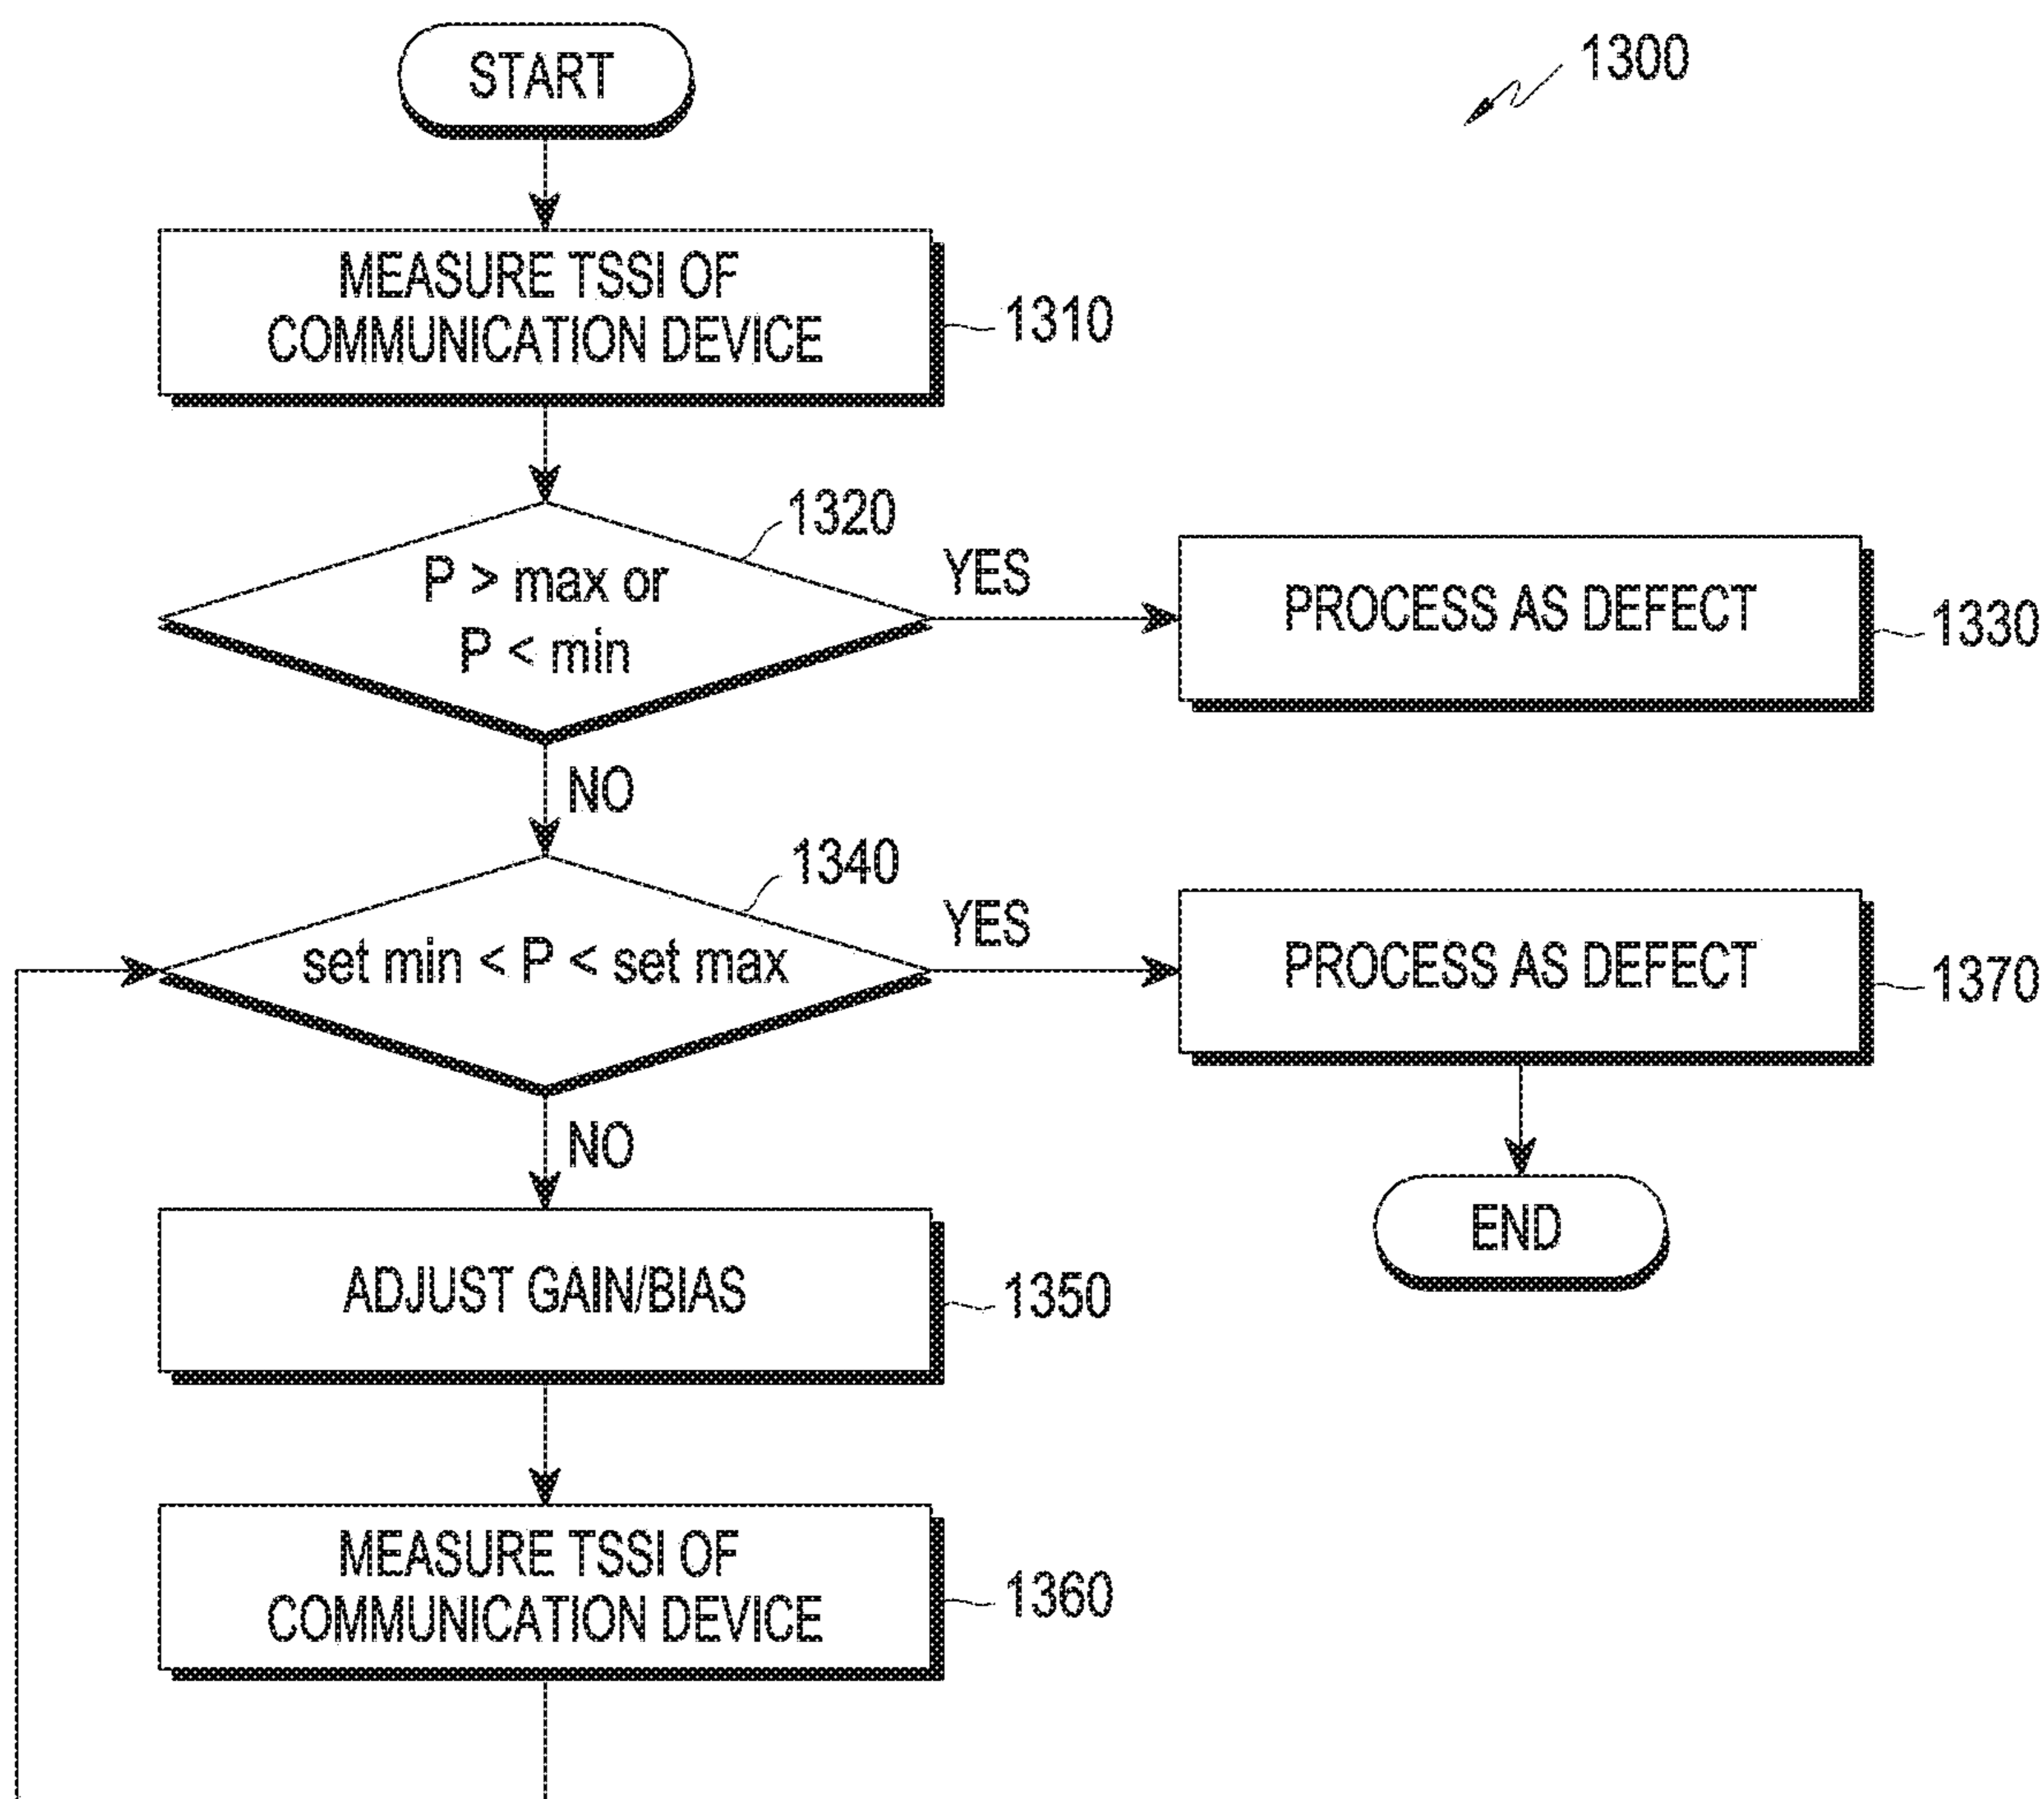 START
1300
MEASURE TSSI OF
COMMUNICATION DEVICE
1310
1320
P > max or
P < min
YES
PROCESS AS DEFECT
1330
NO
1340
set min < P < set max
YES
PROCESS AS DEFECT
1370
NO
END
ADJUST GAIN/BIAS
1350
MEASURE TSSI OF
COMMUNICATION DEVICE
1360